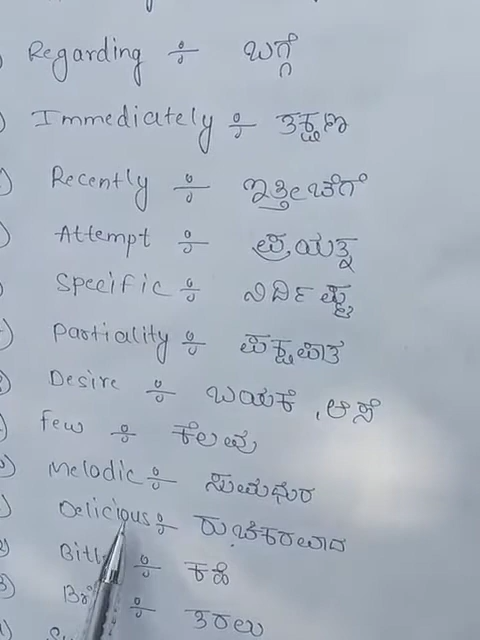 Regarding ÷ ಬಗ್ಗೆ
Immediately ÷ ತಕ್ಷಣ
Recently ÷ ಇತ್ತೀಚೆಗೆ
Attempt ÷ ಪ್ರಯತ್ನ
Specific ÷ ನಿರ್ದಿಷ್ಟ
Partiality ÷ ಪಕ್ಷಪಾತ
Desire ÷ ಬಯಕೆ, ಆಸೆ
Few ÷ ಕೆಲವು
Melodic ÷ ಸುಮಧುರ
Delicious ÷ ರುಚಿಕರವಾದ
÷ ಕಹಿ
÷ ತರಲು